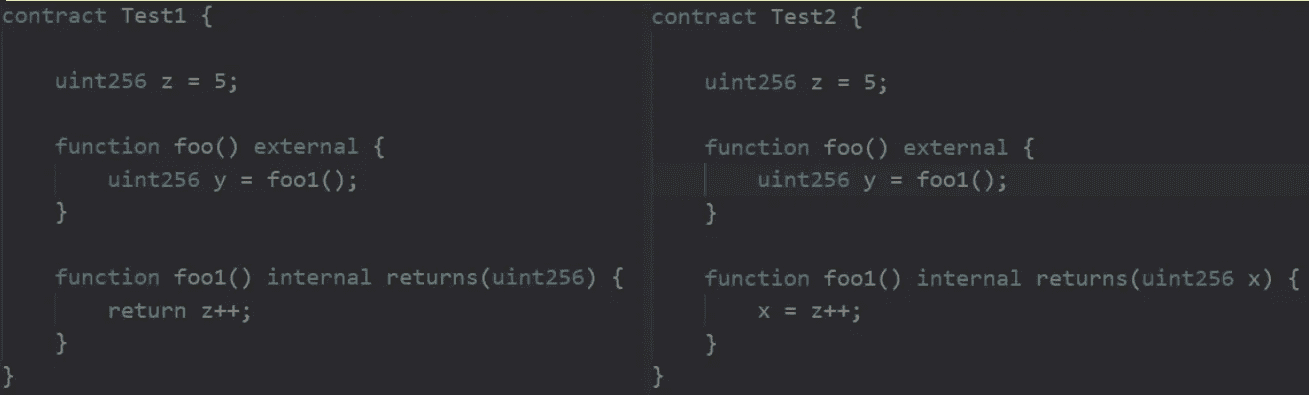 contract Test1 {
uint256 z = 5;
function foo() external {
uint256 y = foo1();
}
function foo1() internal returns(uint256) {
return z++;
}
}
contract Test2 {
uint256 z = 5;
function foo() external {
uint256 y = foo1();
}
function foo1() internal returns(uint256 x) {
x = z++;
}
}